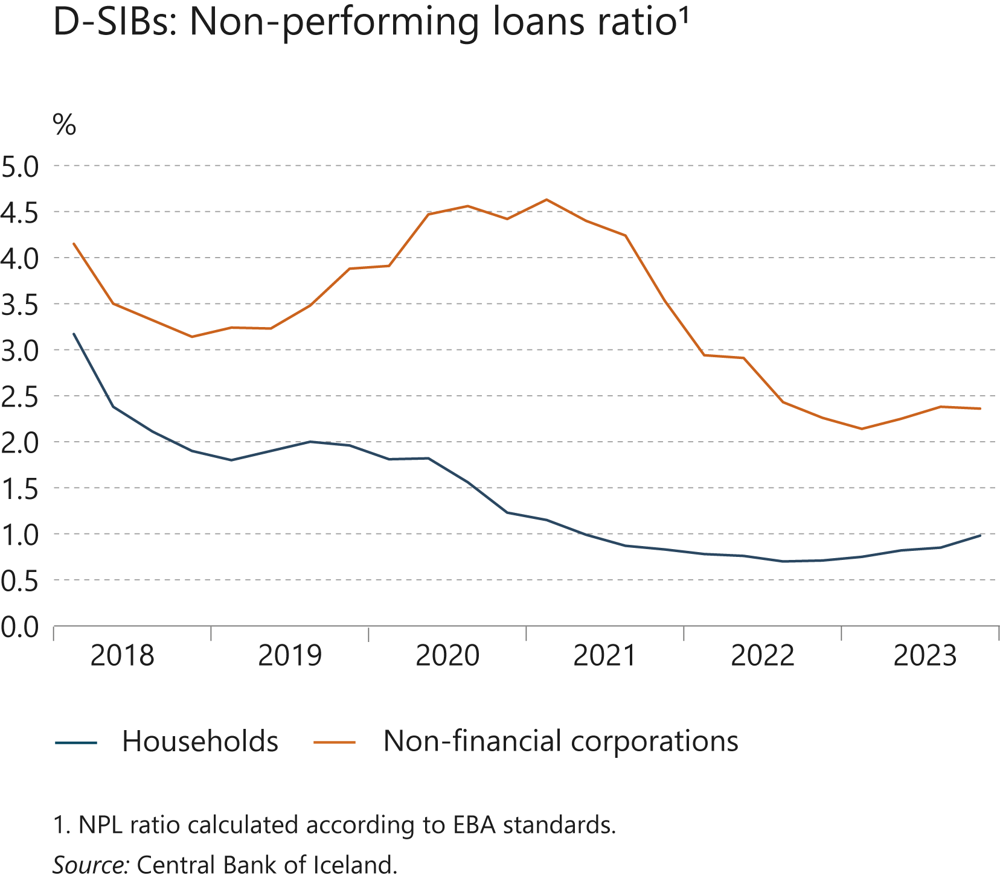 D-SIBs: Non-performing loans ratio¹
%
5.0
4.5
4.0
3.5
3.0
2.5
2.0
1.5
1.0
0.5
0.0
2018 2019 2020 2021 2022 2023
Households Non-financial corporations
1. NPL ratio calculated according to EBA standards.
Source: Central Bank of Iceland.